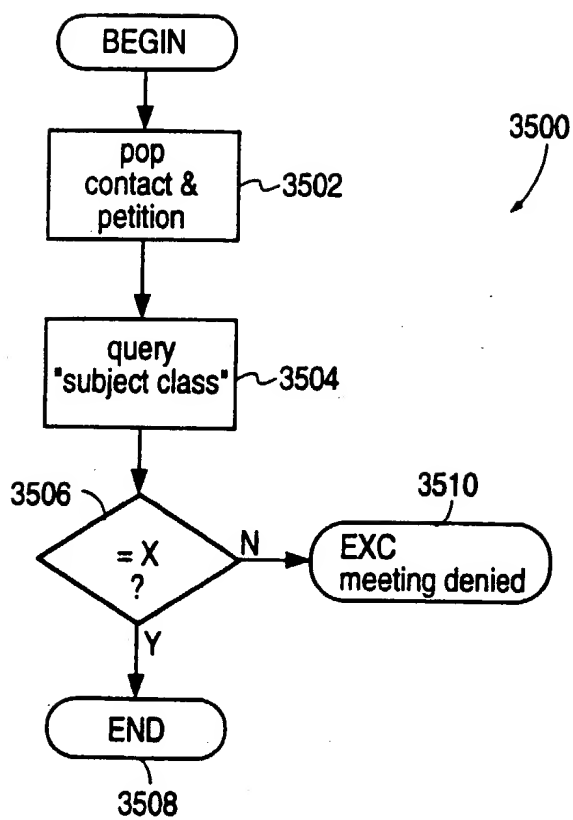 BEGIN
3500
pop
contact &
petition
3502
query
"subject class"
3504
3506
= X
?
N
Y
3510
EXC
meeting denied
END
3508